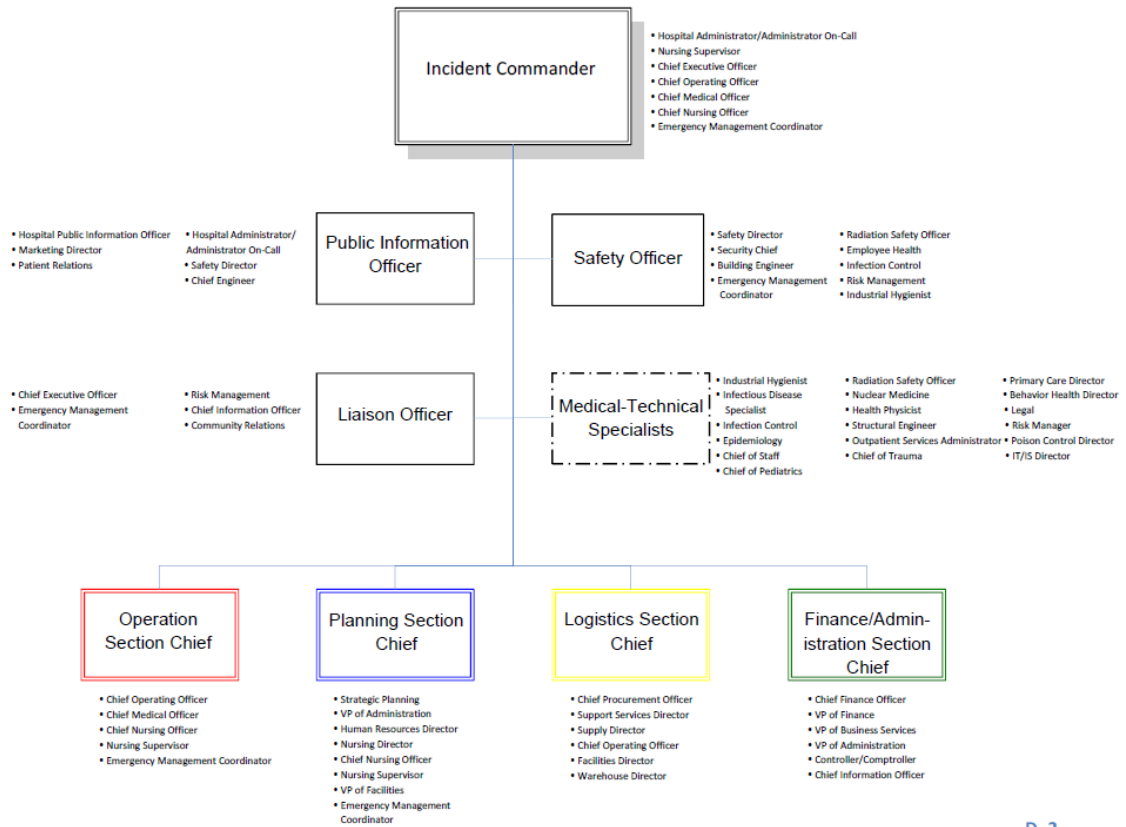 Incident Commander
• Hospital Administrator/Administrator On-Call
• Nursing Supervisor
• Chief Executive Officer
• Chief Operating Officer
• Chief Medical Officer
• Chief Nursing Officer
• Emergency Management Coordinator
• Hospital Public Information Officer
• Marketing Director
• Patient Relations
• Hospital Administrator/
Administrator On-Call
• Safety Director
• Chief Engineer
Public Information
Officer
Safety Officer
• Safety Director
• Security Chief
• Building Engineer
• Emergency Management
Coordinator
• Radiation Safety Officer
• Employee Health
• Infection Control
• Risk Management
• Industrial Hygienist
• Chief Executive Officer
• Emergency Management
Coordinator
• Risk Management
• Chief Information Officer
• Community Relations
Liaison Officer
Medical-Technical
Specialists
• Industrial Hygienist
• Infectious Disease
Specialist
• Infection Control
• Epidemiology
• Chief of Staff
• Chief of Pediatrics
• Radiation Safety Officer
• Nuclear Medicine
• Health Physicist
• Structural Engineer
• Outpatient Services Administrator
• Chief of Trauma
• Primary Care Director
• Behavior Health Director
• Legal
• Risk Manager
• Poison Control Director
• IT/IS Director
Operation
Section Chief
• Chief Operating Officer
• Chief Medical Officer
• Chief Nursing Officer
• Nursing Supervisor
• Emergency Management Coordinator
Planning Section
Chief
• Strategic Planning
• VP of Administration
• Human Resources Director
• Nursing Director
• Chief Nursing Officer
• Nursing Supervisor
• VP of Facilities
• Emergency Management
Coordinator
Logistics Section
Chief
• Chief Procurement Officer
• Support Services Director
• Supply Director
• Chief Operating Officer
• Facilities Director
• Warehouse Director
Finance/Admin-
istration Section
Chief
• Chief Finance Officer
• VP of Finance
• VP of Business Services
• VP of Administration
• Controller/Comptroller
• Chief Information Officer